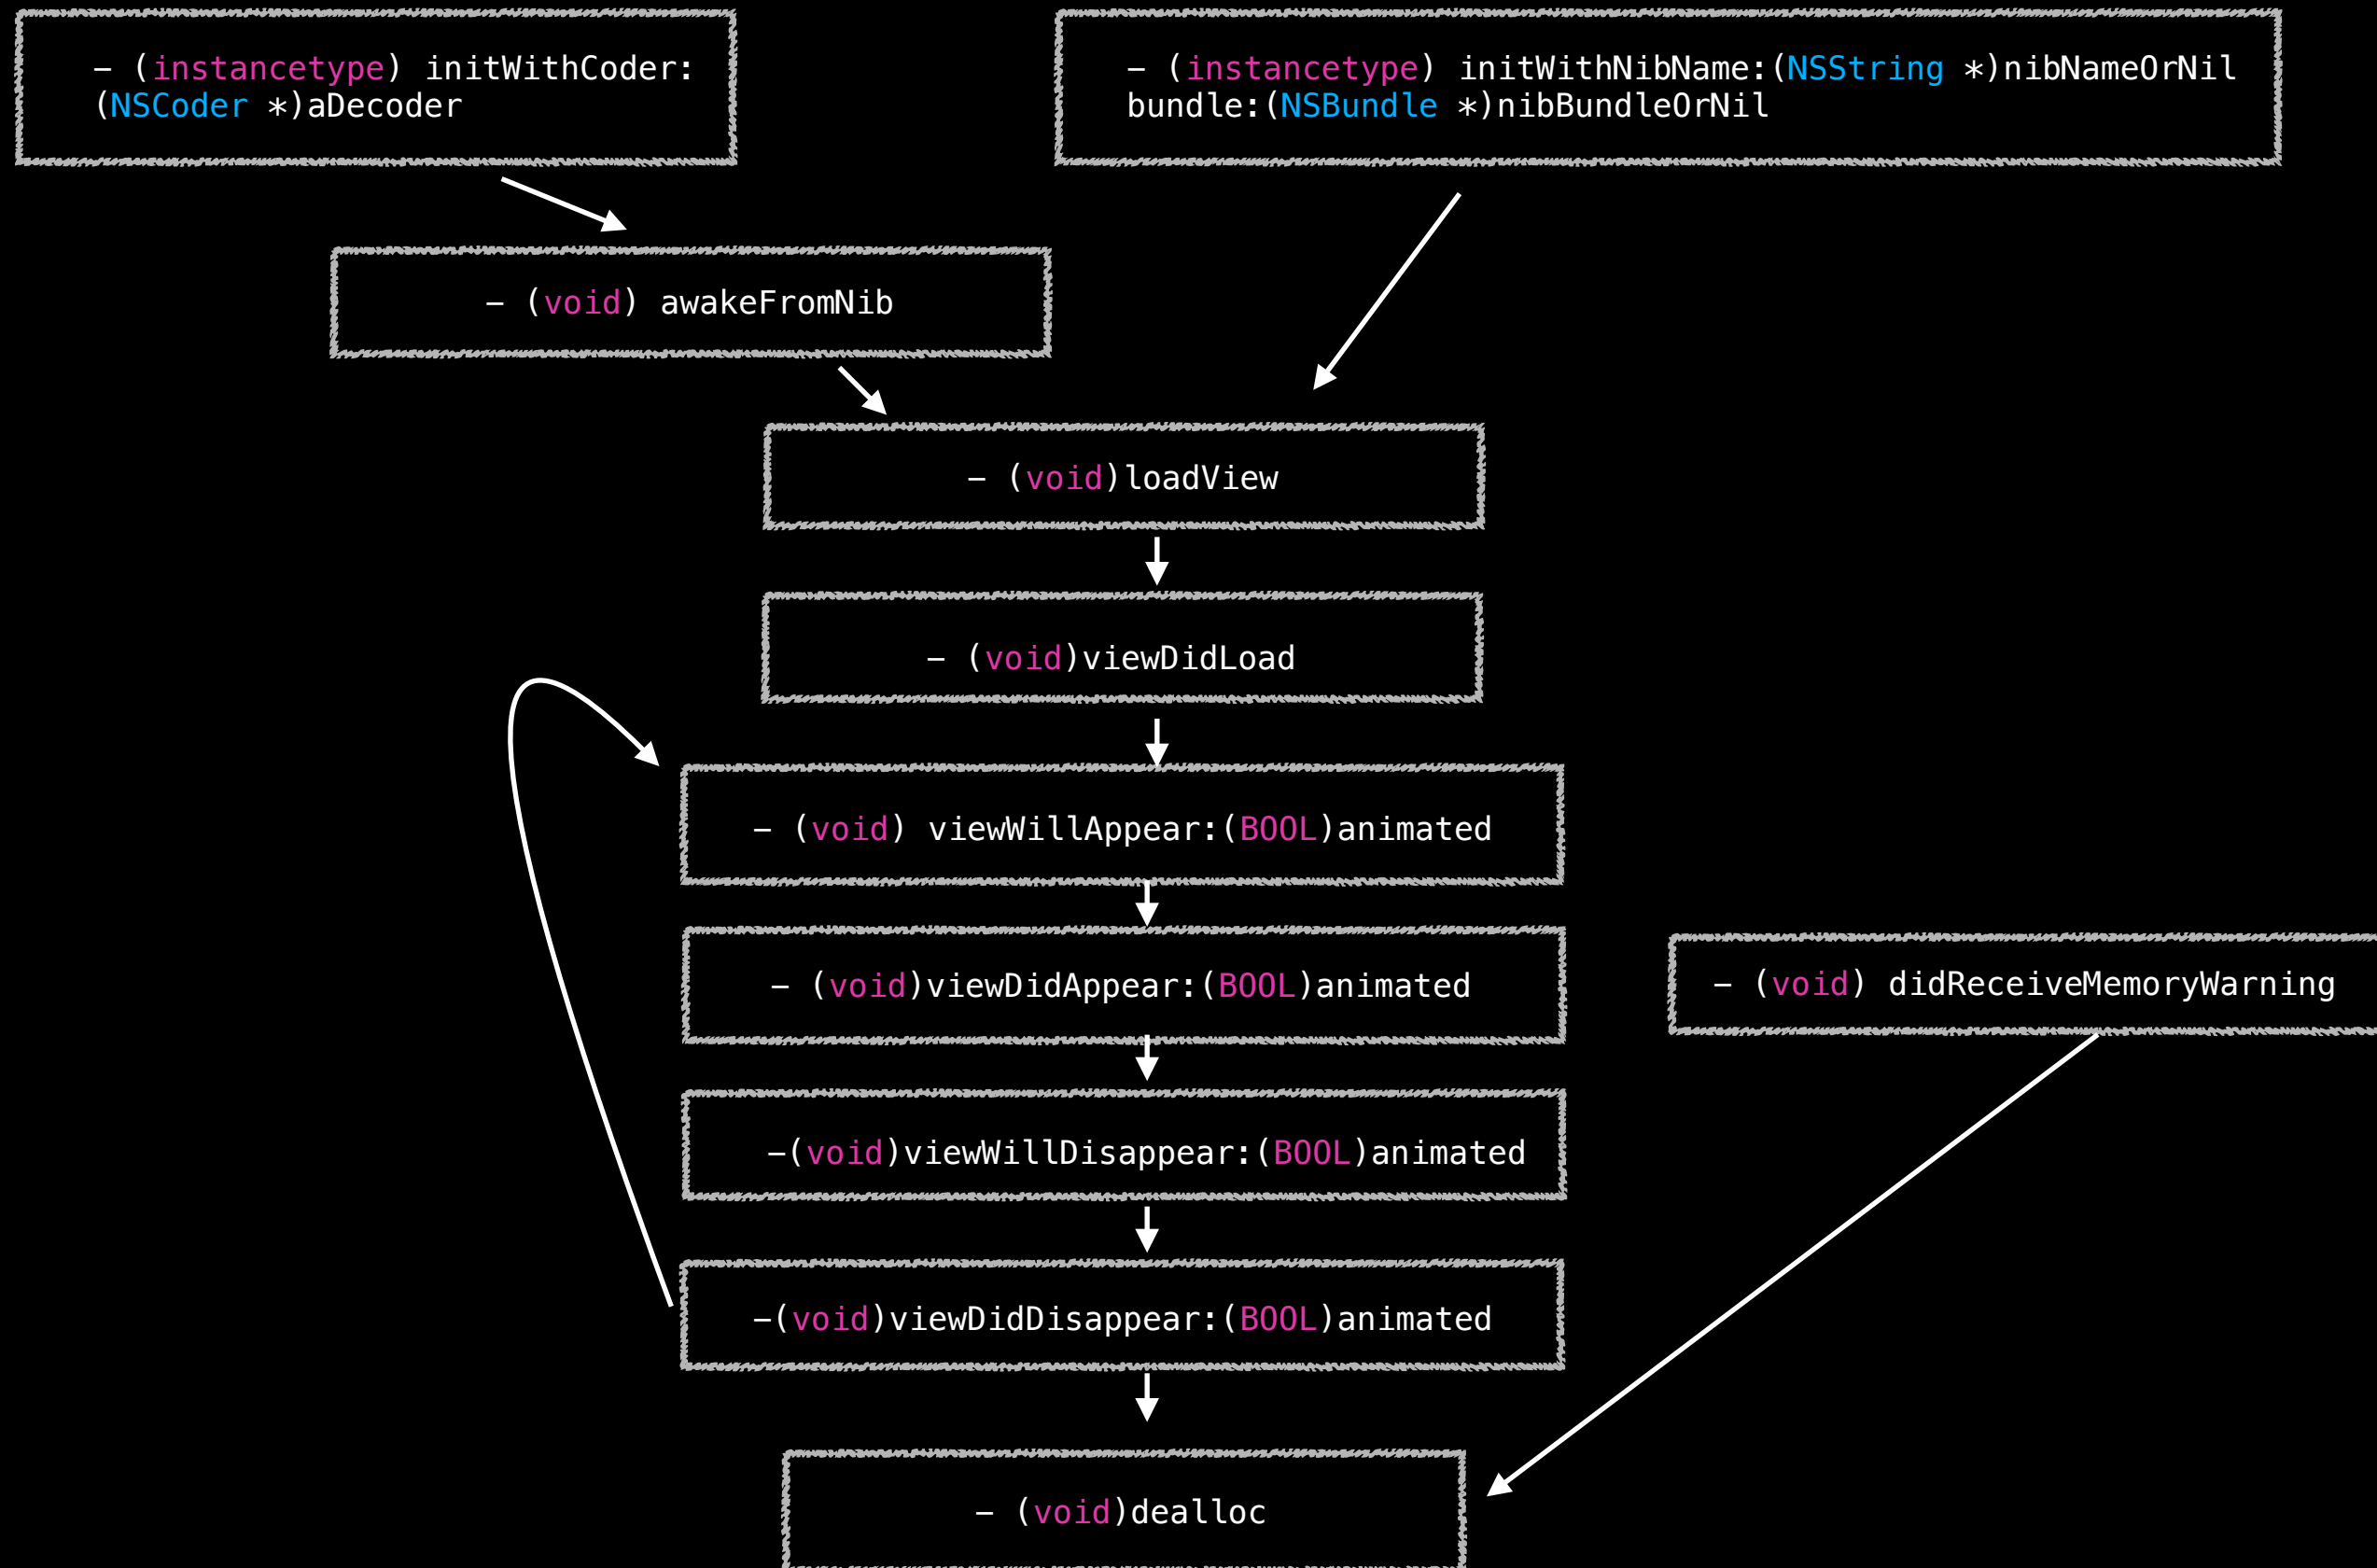 – (instancetype) initWithCoder:
(NSCoder *)aDecoder
– (instancetype) initWithNibName:(NSString *)nibNameOrNil
bundle:(NSBundle *)nibBundleOrNil
– (void) awakeFromNib
– (void)loadView
– (void)viewDidLoad
– (void) viewWillAppear:(BOOL)animated
– (void)viewDidAppear:(BOOL)animated
– (void) didReceiveMemoryWarning
–(void)viewWillDisappear:(BOOL)animated
–(void)viewDidDisappear:(BOOL)animated
– (void)dealloc